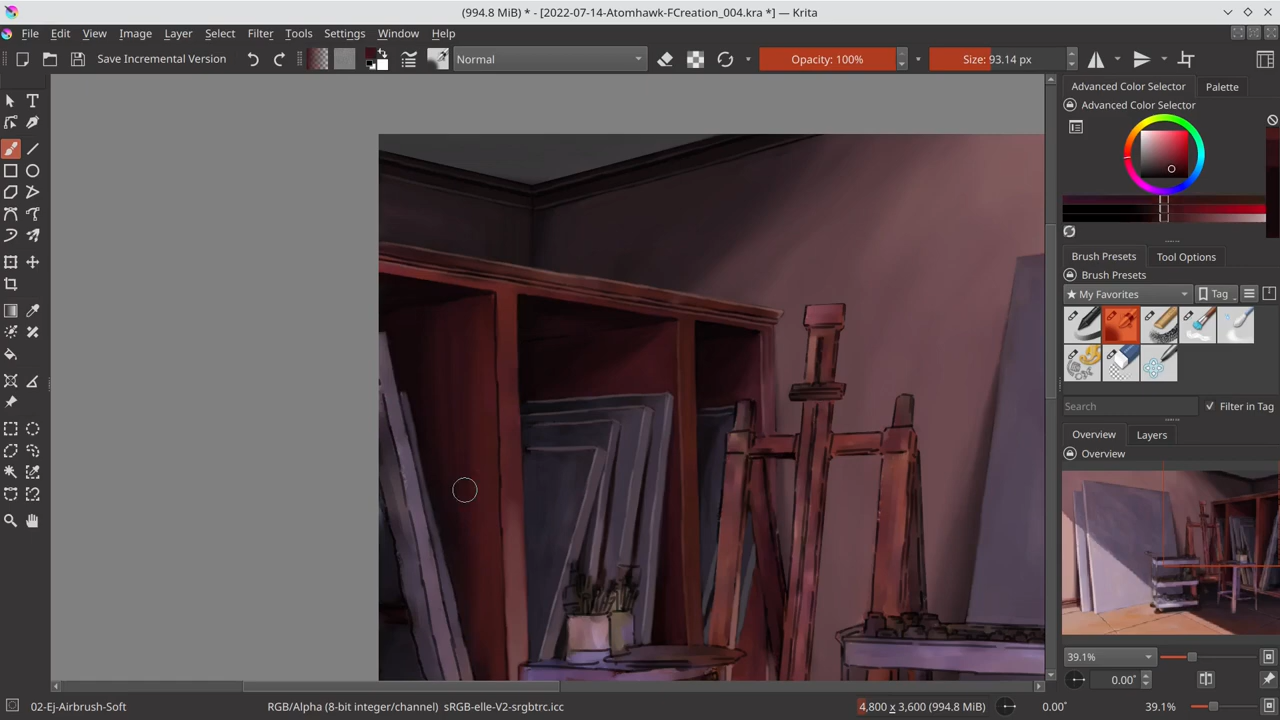 (994.8 MiB) * - [2022-07-14-Atomhawk-FCreation_004.kra *] — Krita
File Edit View Image Layer Select Filter Tools Settings Window Help
Save Incremental Version
Normal
Opacity: 100%
Size: 93.14 px
Advanced Color Selector
Palette
Advanced Color Selector
Brush Presets
Tool Options
Brush Presets
★ My Favorites
Tag
Search
Filter in Tag
Overview
Layers
Overview
39.1%
0.00°
02-Ej-Airbrush-Soft
RGB/Alpha (8-bit integer/channel) sRGB-elle-V2-srgbtrc.icc
4,800 x 3,600 (994.8 MiB)
0.00°
39.1%